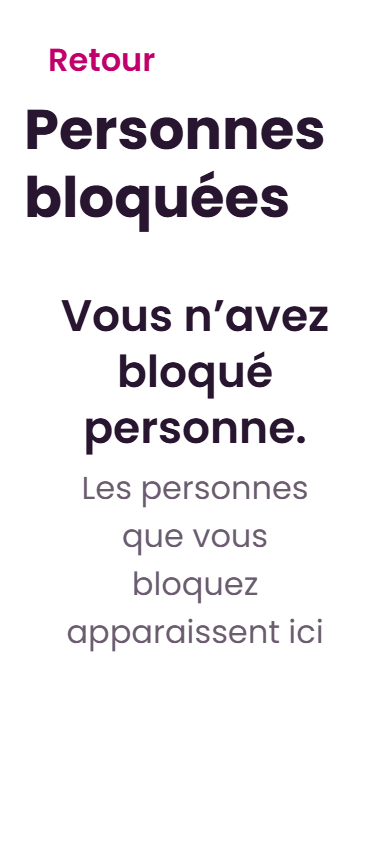 Retour
Personnes
bloquées
Vous n’avez
bloqué
personne.
Les personnes
que vous
bloquez
apparaissent ici